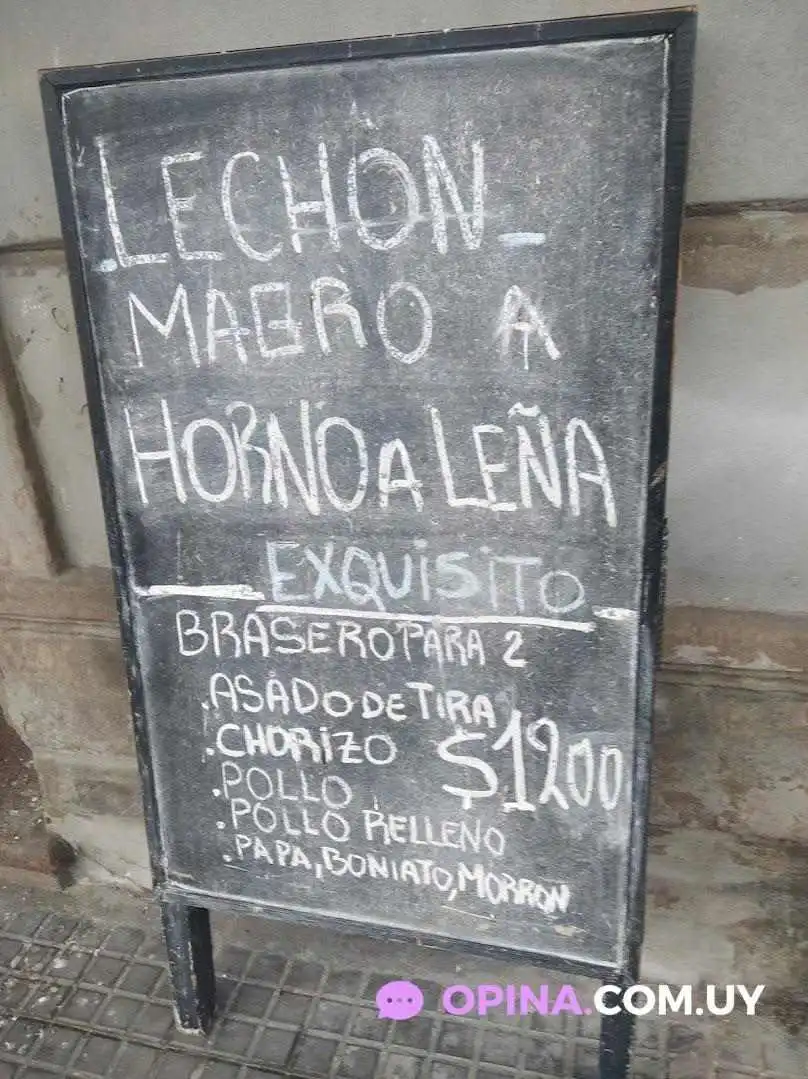 LECHON
MAGRO A
HORNO A LEÑA
EXQUISITO
BRASERO PARA 2
.ASADO DE TIRA
.CHORIZO $1200
.POLLO
.POLLO RELLENO
.PAPA, BONIATO, MORRON
OPINA.COM.UY